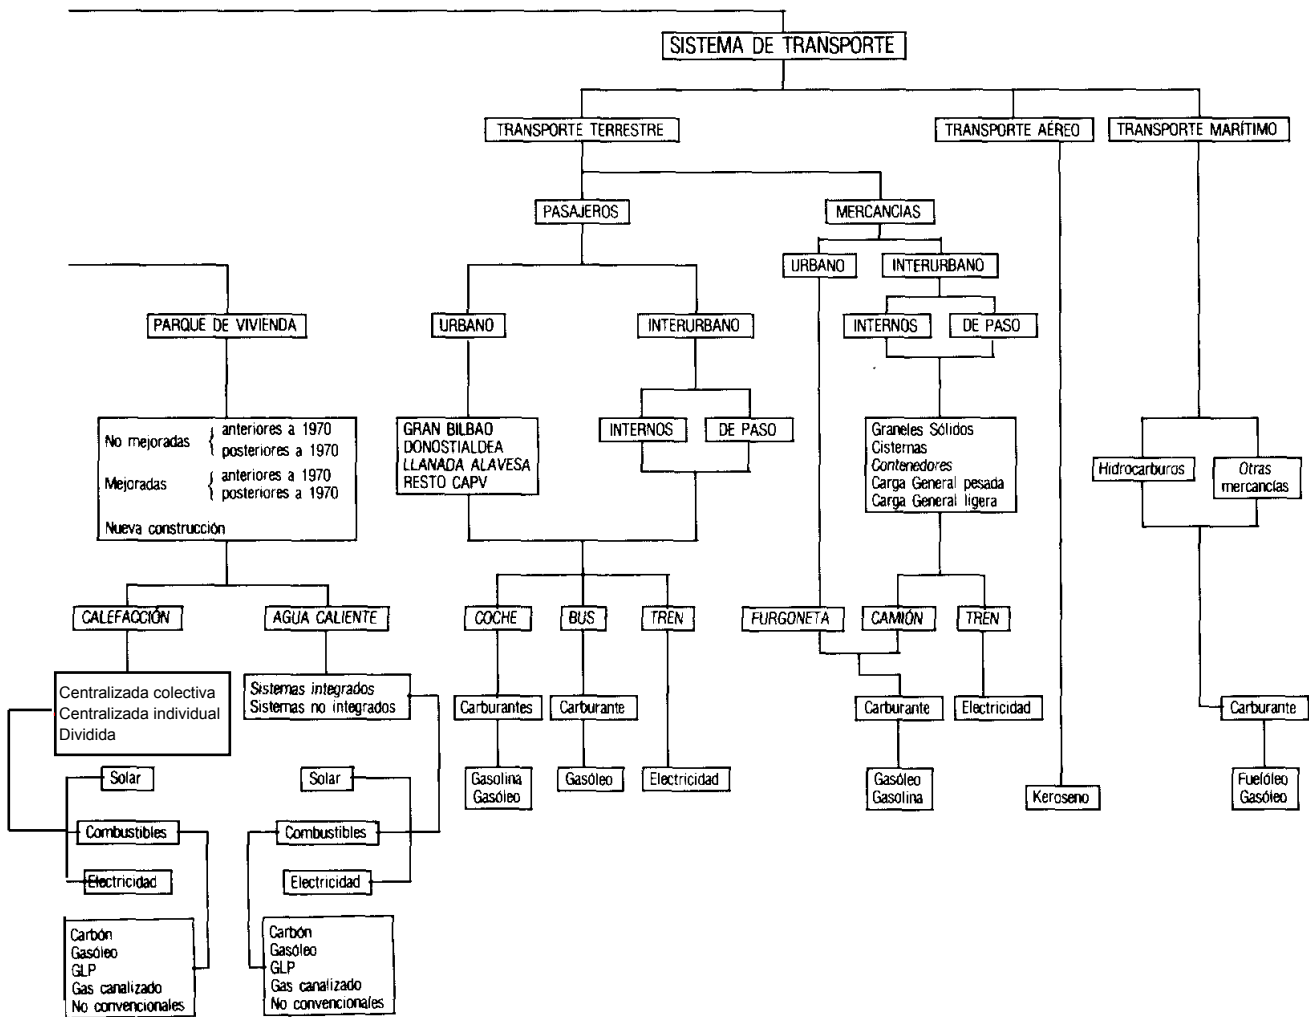 SISTEMA DE TRANSPORTE
TRANSPORTE TERRESTRE
TRANSPORTE AÉREO
TRANSPORTE MARÍTIMO
PASAJEROS
MERCANCIAS
URBANO
INTERURBANO
PARQUE DE VIVIENDA
URBANO
INTERURBANO
INTERNOS
DE PASO
No mejoradas { anteriores a 1970
posteriores a 1970
Mejoradas { anteriores a 1970
posteriores a 1970
Nueva construcción
GRAN BILBAO
DONOSTIALDEA
LLANADA ALAVESA
RESTO CAPV
INTERNOS
DE PASO
Graneles Sólidos
Cisternas
Contenedores
Carga General pesada
Carga General ligera
Hidrocarburos
Otras
mercancías
CALEFACCIÓN
AGUA CALIENTE
COCHE
BUS
TREN
FURGONETA
CAMIÓN
TREN
Centralizada colectiva
Centralizada individual
Dividida
Sistemas integrados
Sistemas no integrados
Carburantes
Carburante
Carburante
Electricidad
Carburante
Solar
Solar
Gasolina
Gasóleo
Gasóleo
Electricidad
Gasóleo
Gasolina
Keroseno
Fuelóleo
Gasóleo
Combustibles
Combustibles
Electricidad
Electricidad
Carbón
Gasóleo
GLP
Gas canalizado
No convencionales
Carbón
Gasóleo
GLP
Gas canalizado
No convencionales